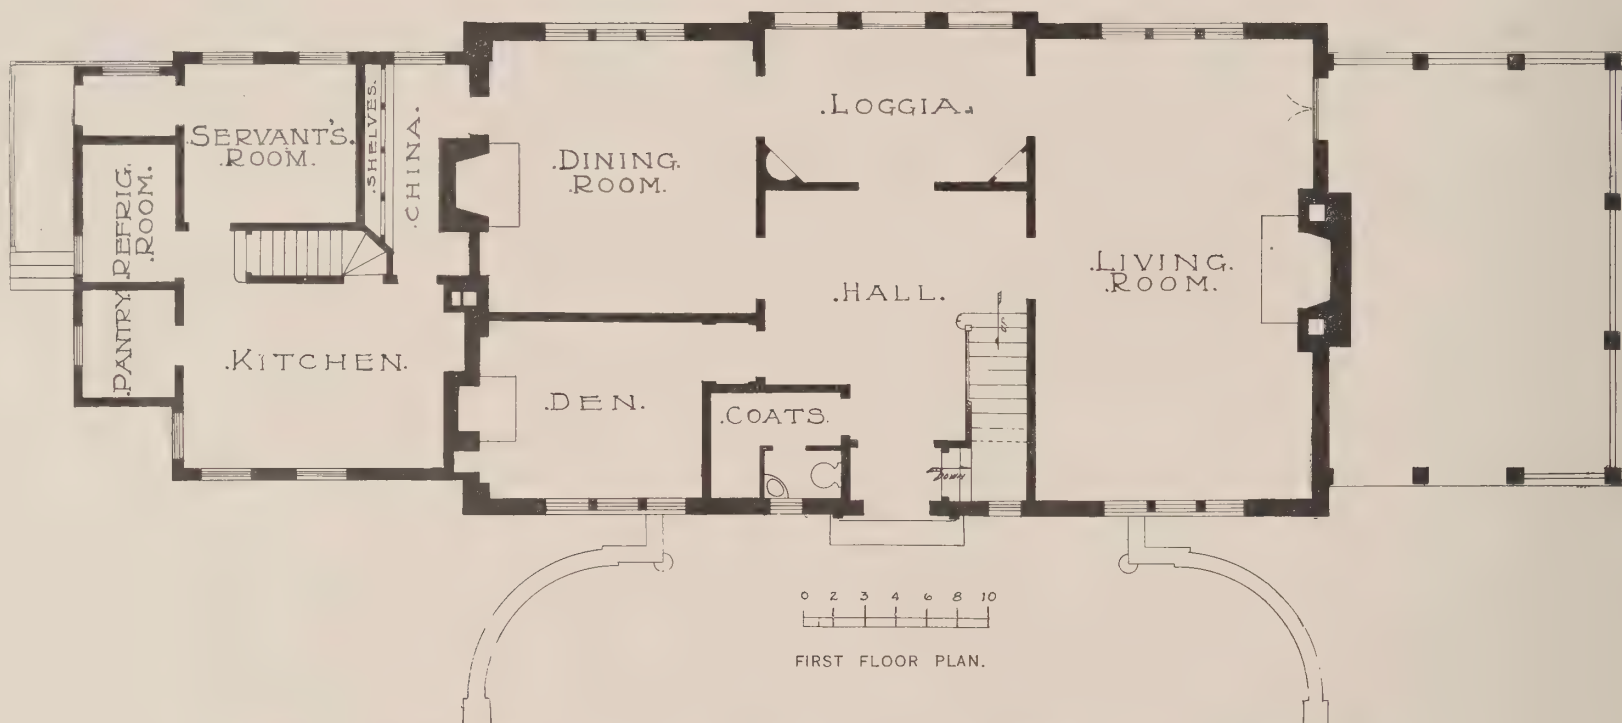 .LOGGIA.
.SERVANT'S.
.ROOM.
.SHELVES.
.CHINA.
.DINING.
.ROOM.
.REFRIG.
.ROOM.
.LIVING.
.ROOM.
.HALL.
.PANTRY.
.KITCHEN.
.DEN.
.COATS.
DOWN
0 2 3 4 6 8 10
FIRST FLOOR PLAN.